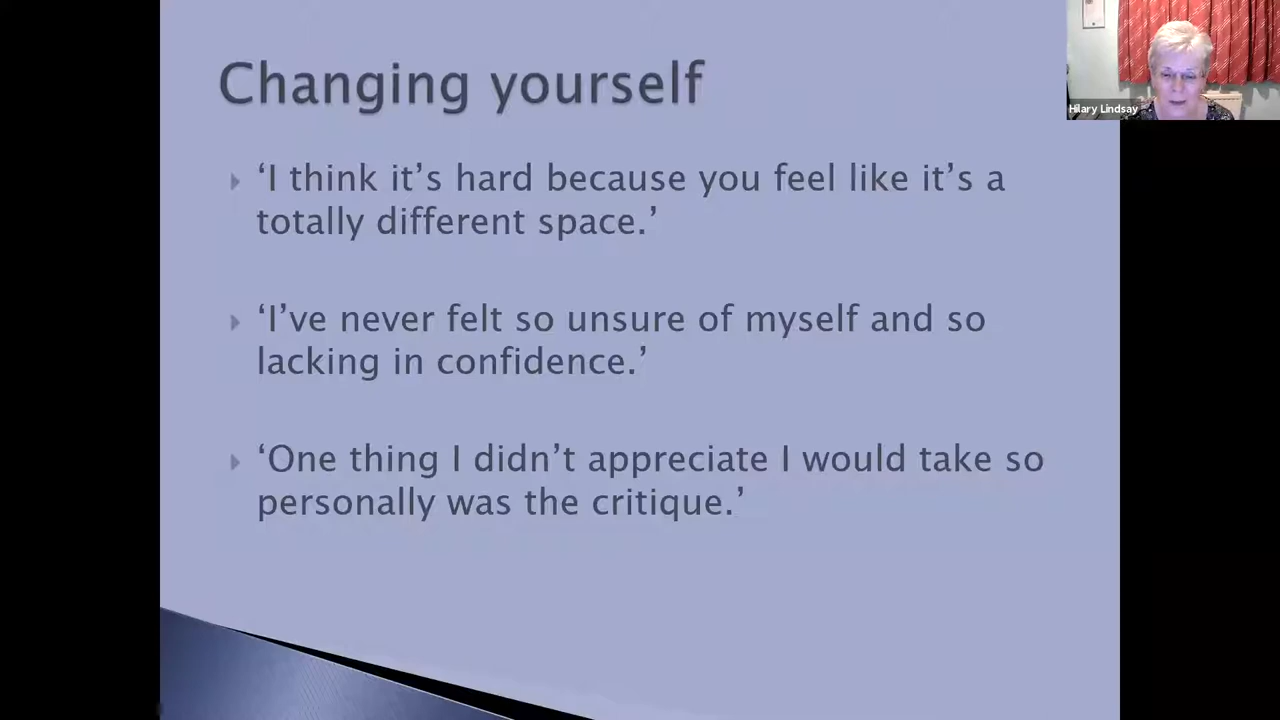 Changing yourself
‘I think it’s hard because you feel like it’s a
totally different space.’
‘I’ve never felt so unsure of myself and so
lacking in confidence.’
‘One thing I didn’t appreciate I would take so
personally was the critique.’
Hilary Lindsay